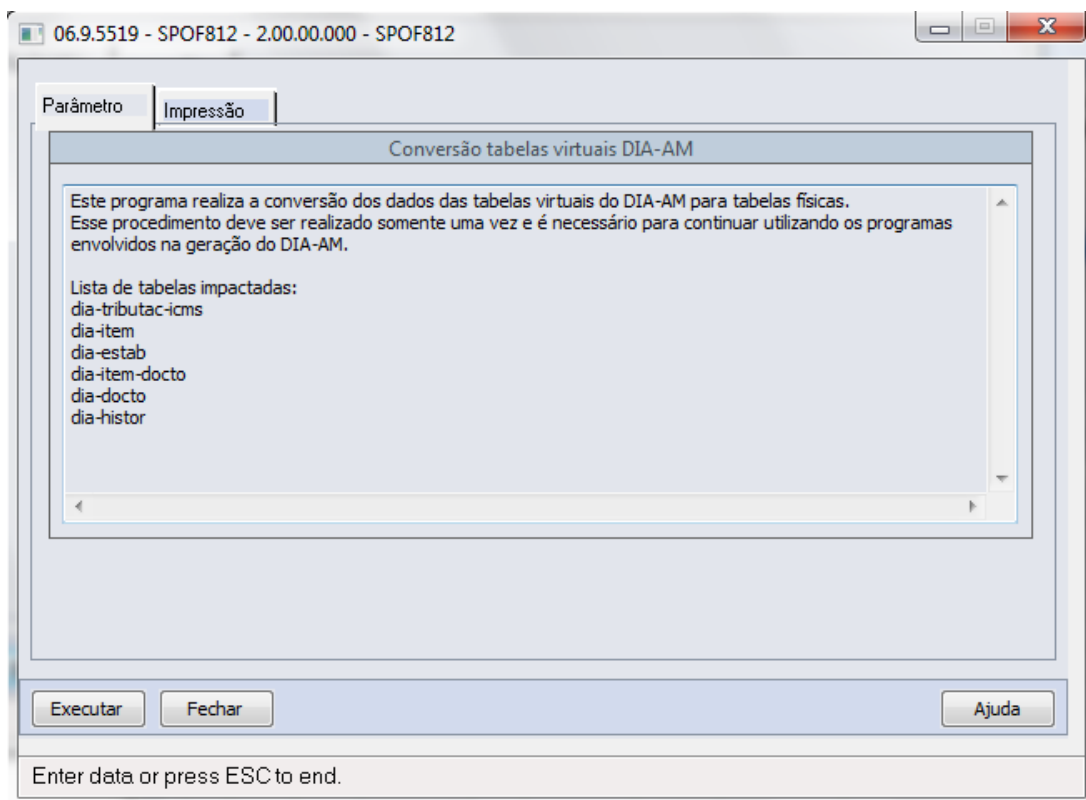 06.9.5519 - SPOF812 - 2.00.00.000 - SPOF812
Parâmetro
Impressão
Conversão tabelas virtuais DIA-AM
Este programa realiza a conversão dos dados das tabelas virtuais do DIA-AM para tabelas físicas.
Esse procedimento deve ser realizado somente uma vez e é necessário para continuar utilizando os programas
envolvidos na geração do DIA-AM.
Lista de tabelas impactadas:
dia-tributac-icms
dia-item
dia-estab
dia-item-docto
dia-docto
dia-histor
Executar
Fechar
Ajuda
Enter data or press ESC to end.